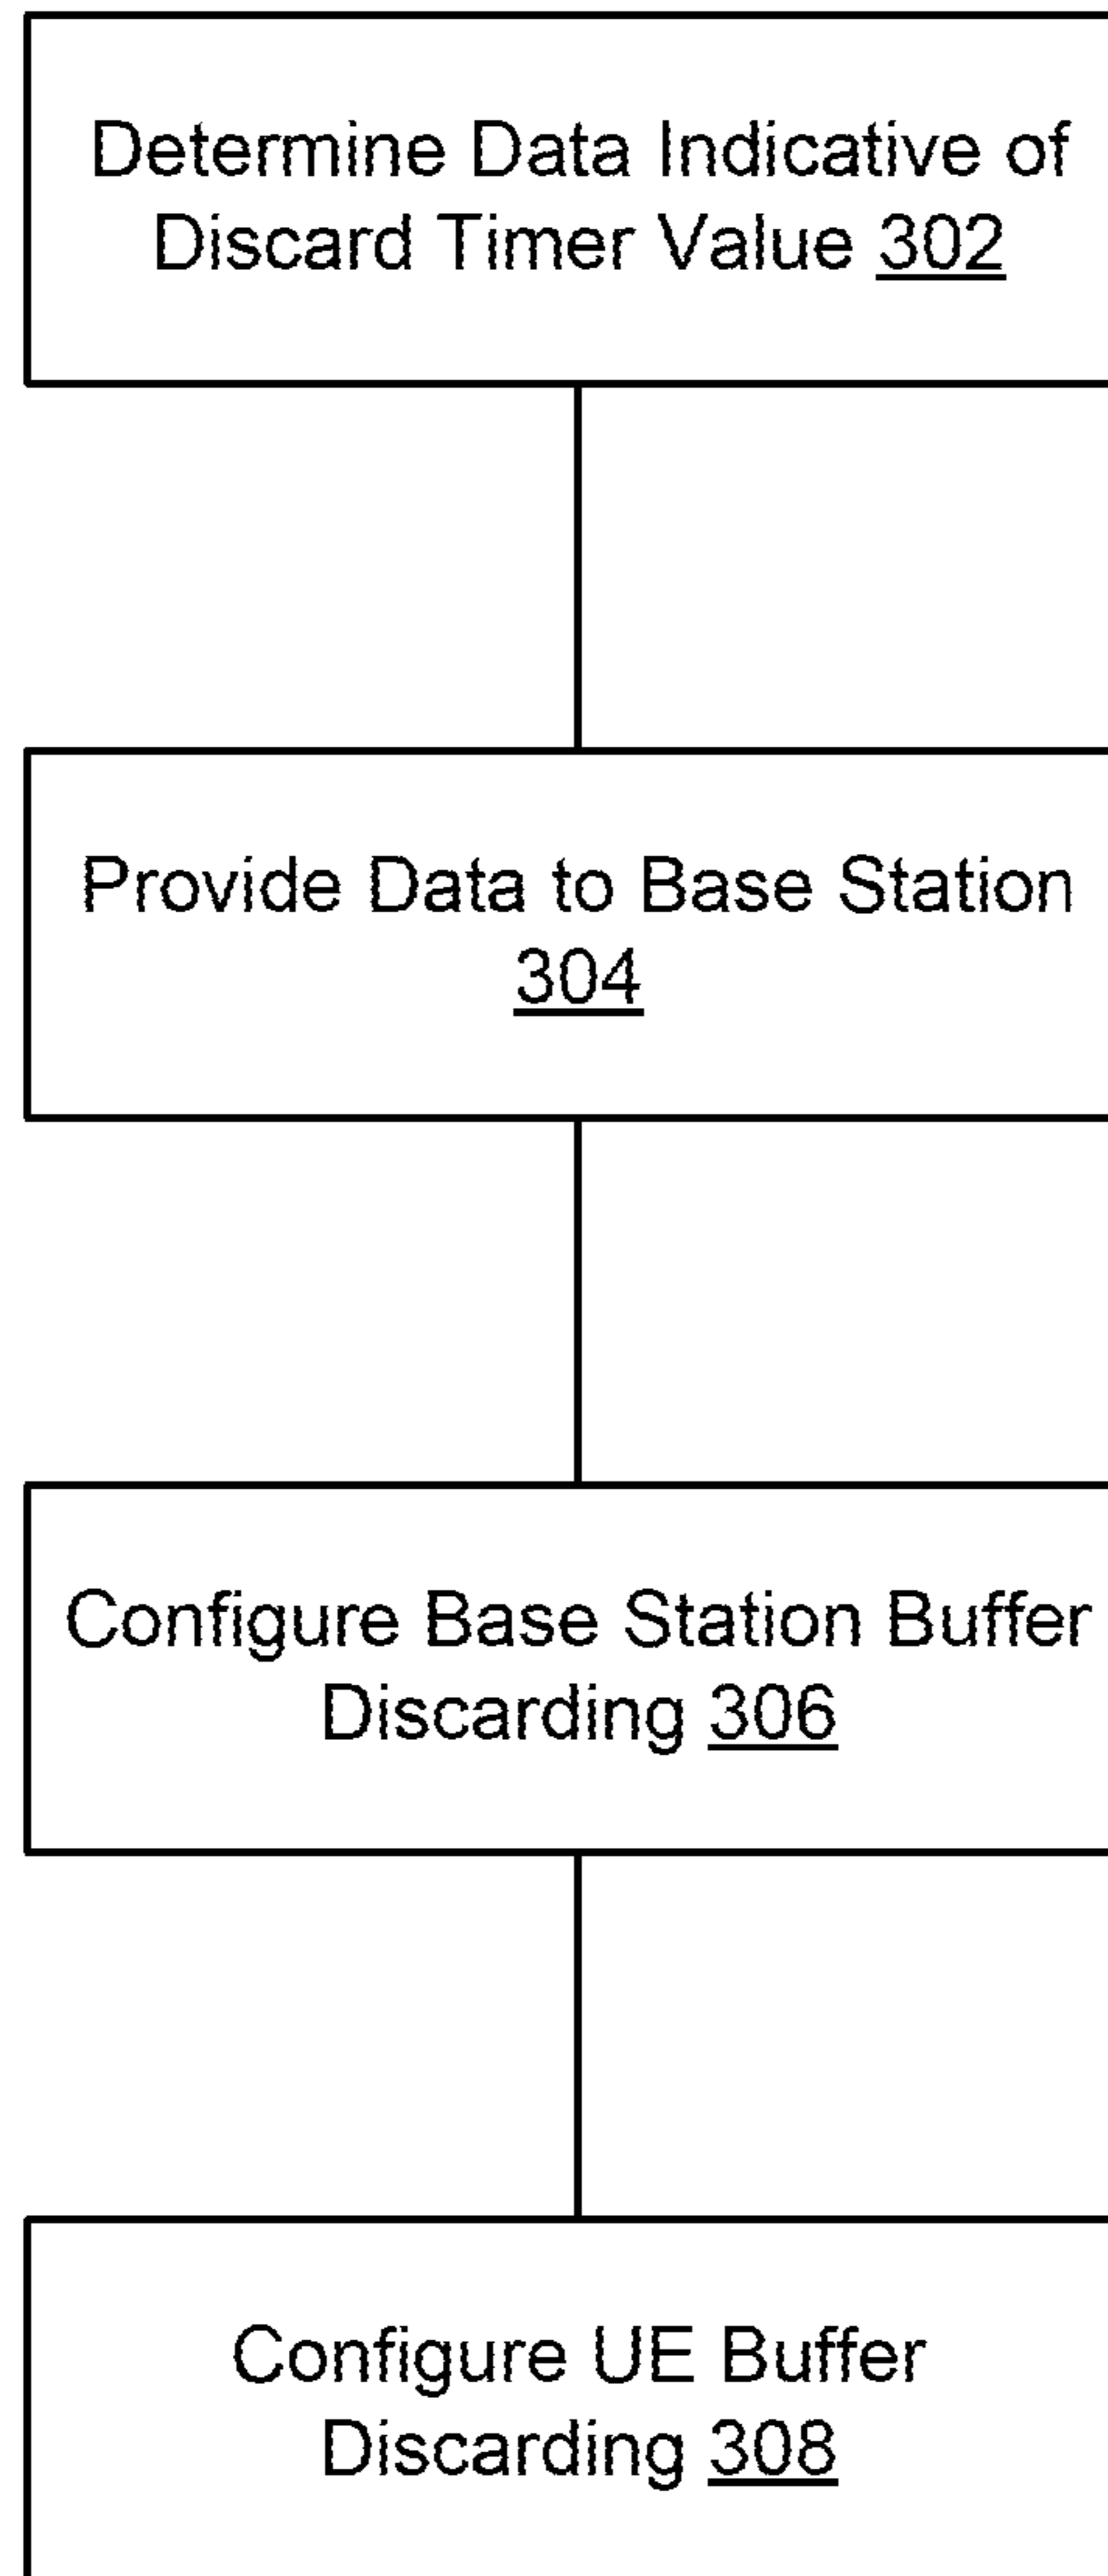 Determine Data Indicative of
Discard Timer Value 302
Provide Data to Base Station
304
Configure Base Station Buffer
Discarding 306
Configure UE Buffer
Discarding 308